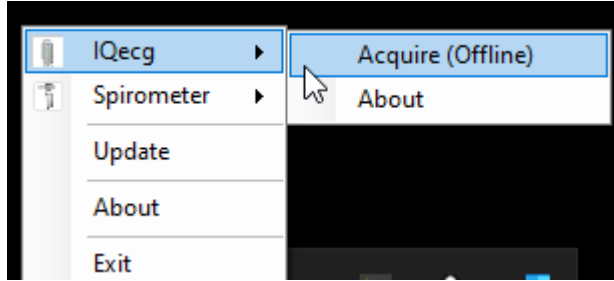 IQecg
Spirometer
Update
About
Exit
Acquire (Offline)
About